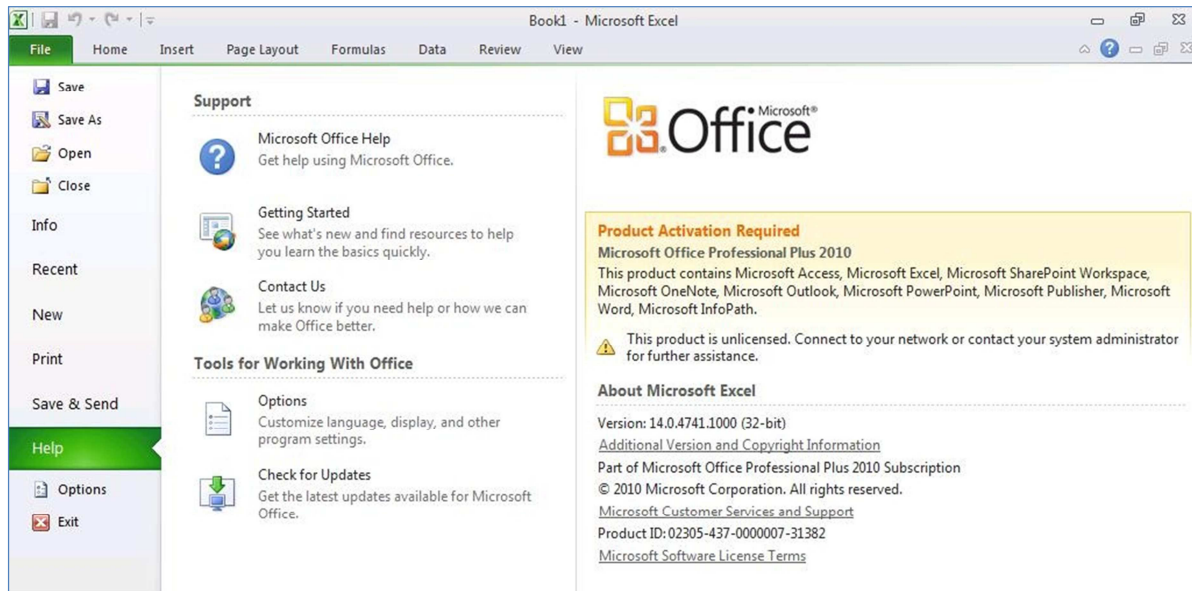 Book1 - Microsoft Excel
File Home Insert Page Layout Formulas Data Review View
Save
Save As
Open
Close
Info
Recent
New
Print
Save & Send
Help
Options
Exit
Support
Microsoft Office Help
Get help using Microsoft Office.
Getting Started
See what's new and find resources to help
you learn the basics quickly.
Contact Us
Let us know if you need help or how we can
make Office better.
Tools for Working With Office
Options
Customize language, display, and other
program settings.
Check for Updates
Get the latest updates available for Microsoft
Office.
Microsoft®
Office
Product Activation Required
Microsoft Office Professional Plus 2010
This product contains Microsoft Access, Microsoft Excel, Microsoft SharePoint Workspace,
Microsoft OneNote, Microsoft Outlook, Microsoft PowerPoint, Microsoft Publisher, Microsoft
Word, Microsoft InfoPath.
This product is unlicensed. Connect to your network or contact your system administrator
for further assistance.
About Microsoft Excel
Version: 14.0.4741.1000 (32-bit)
Additional Version and Copyright Information
Part of Microsoft Office Professional Plus 2010 Subscription
© 2010 Microsoft Corporation. All rights reserved.
Microsoft Customer Services and Support
Product ID: 02305-437-0000007-31382
Microsoft Software License Terms